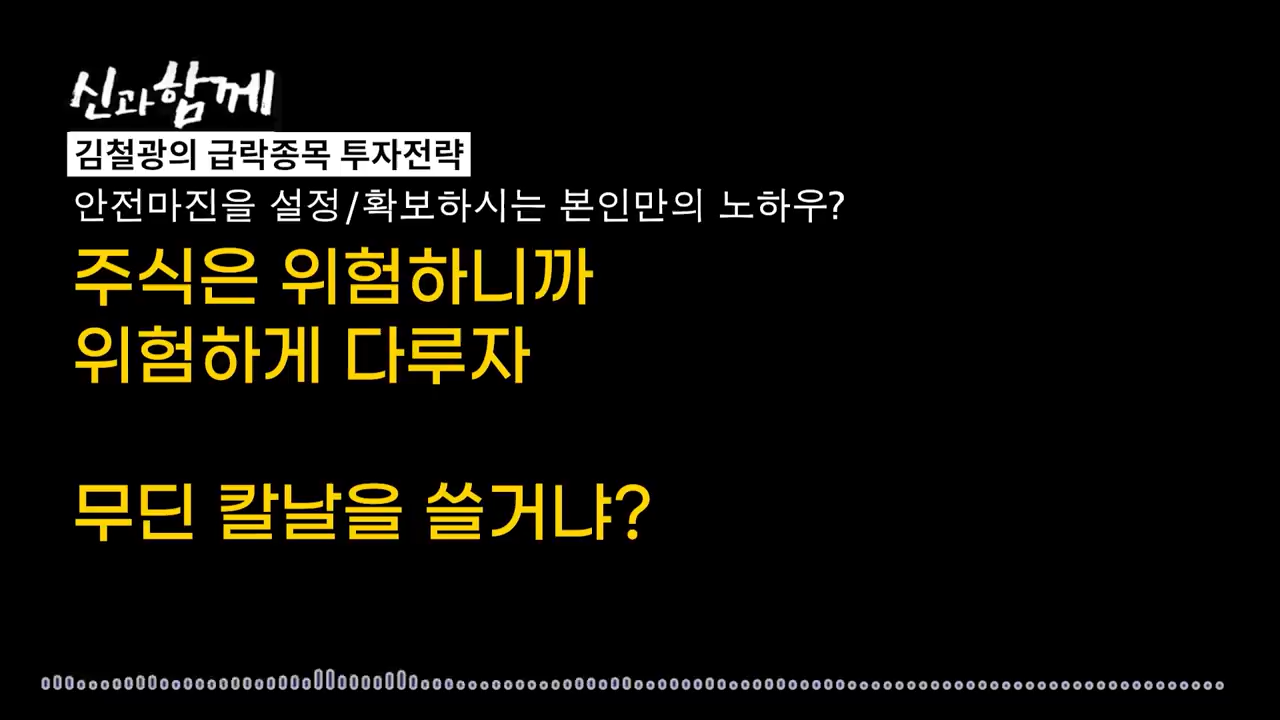 신과함께
김철광의 급락종목 투자전략
안전마진을 설정/확보하시는 본인만의 노하우?
주식은 위험하니까
위험하게 다루자
무딘 칼날을 쓸거냐?